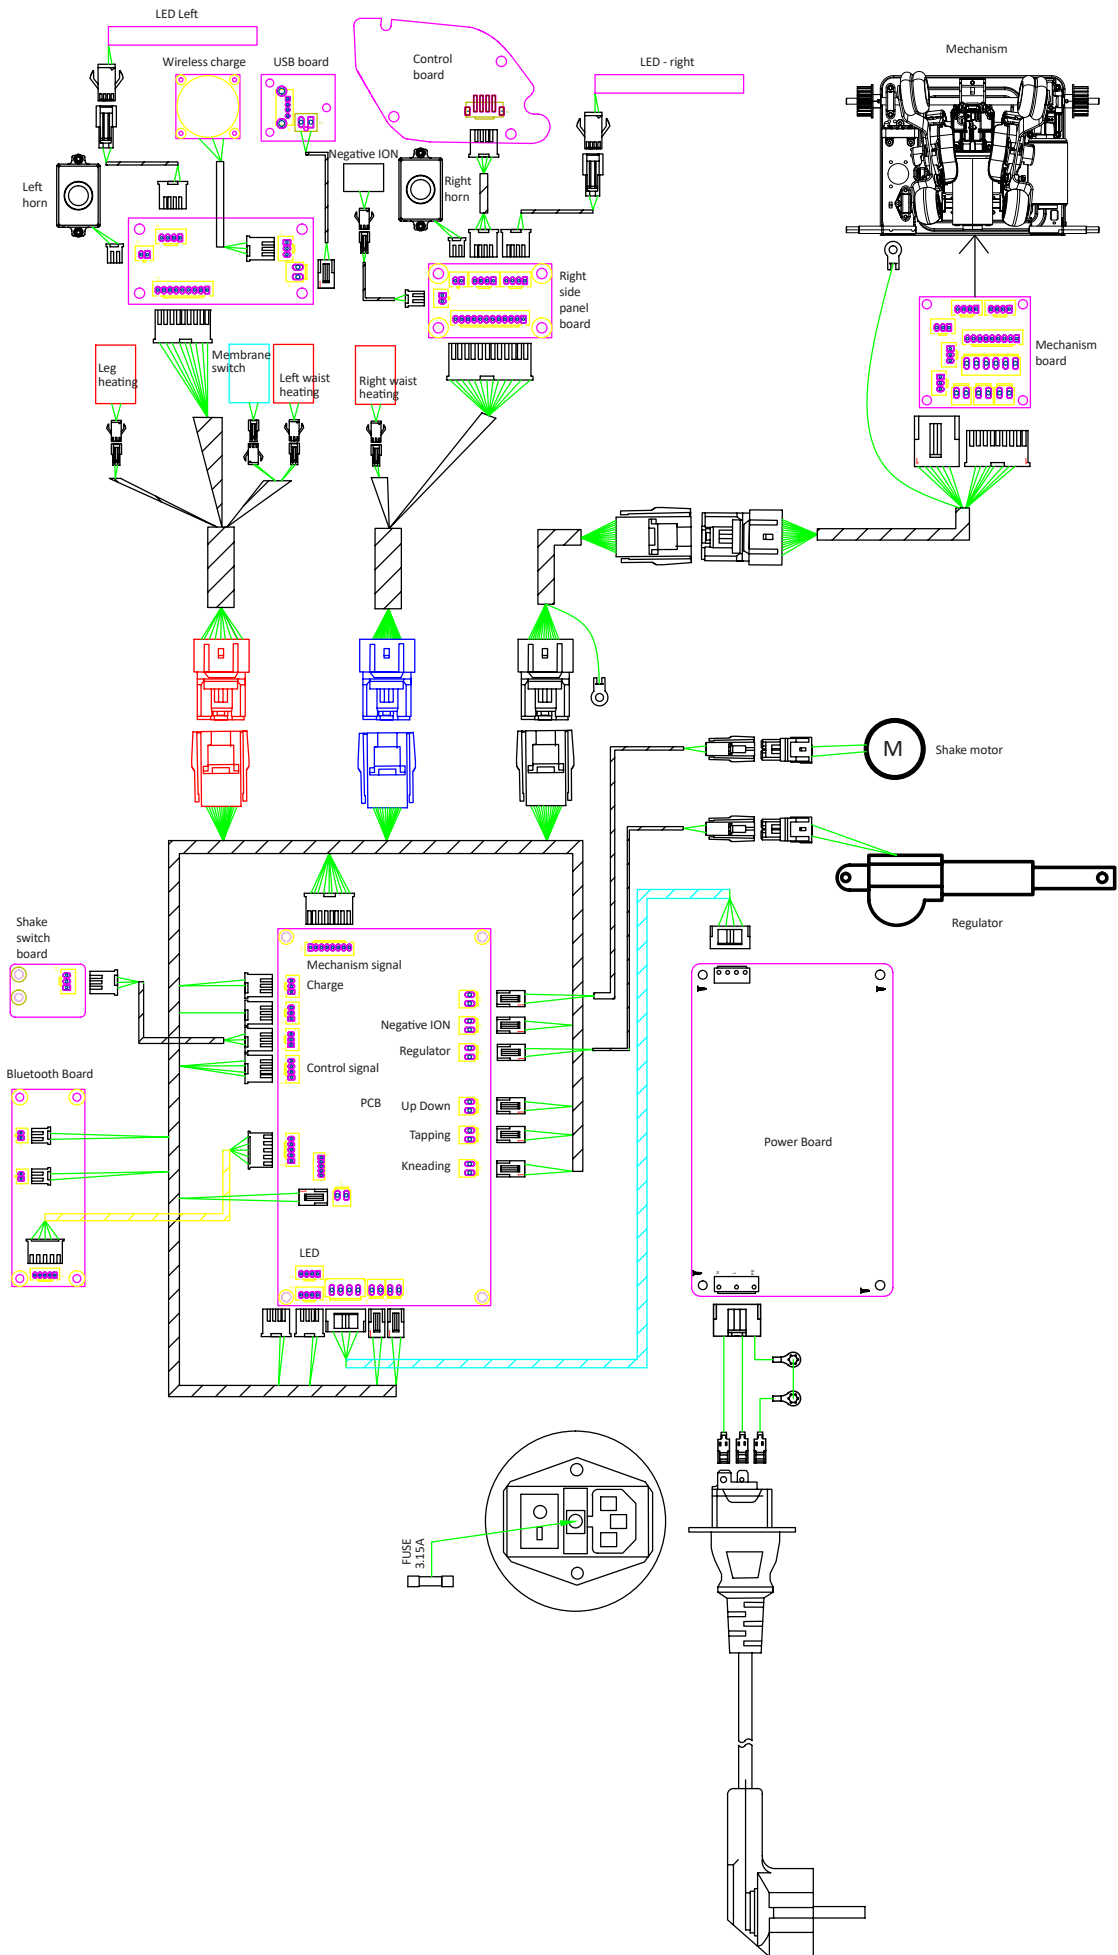 LED Left
Wireless charge
USB board
Control
board
LED - right
Mechanism
Negative ION
Left
horn
Right
horn
Right
side
panel
board
Mechanism
board
Leg
heating
Membrane
switch
Left waist
heating
Right waist
heating
M
Shake motor
Regulator
Shake
switch
board
Mechanism signal
Charge
Negative ION
Regulator
Control signal
Bluetooth Board
PCB
Up Down
Tapping
Kneading
Power Board
LED
N
L
PE
FUSE
3.15A